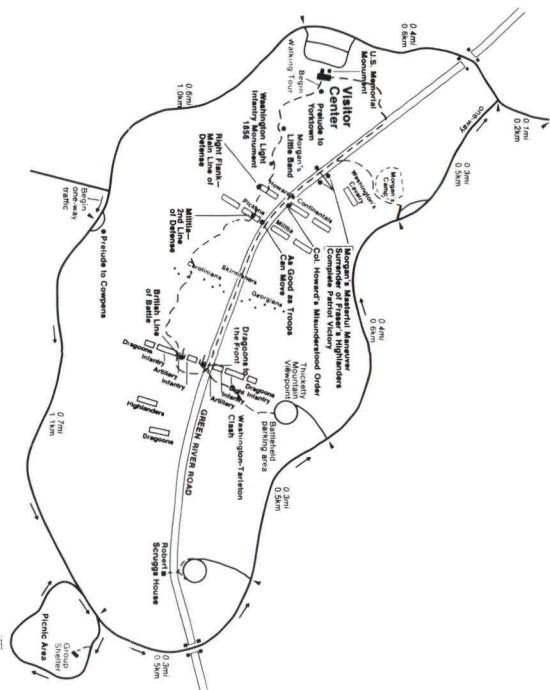 0.4mi
0.6km
0.1mi
0.2km
one-way
0.3mi
0.5km
U.S. Memorial
Monument
Visitor
Center
Begin
Walking Tour
Prelude to
Yorktown
Morgan's
Little Band
Washington Light
Infantry Monument
1856
0.6mi
1.0km
Right Flank—
Main Line of
Defense
Morgan's
Camp
Washington's
Cavalry
Howard's
Continentals
Pickens
Militia
Militia—
2nd Line
of Defense
Morgan's Masterful Maneuver
Surrender of Fraser's Highlanders
Complete Patriot Victory
Col. Howard's Misunderstood Order
As Good as Troops
Can Move
0.4mi
0.6km
Begin
one-way
traffic
Prelude to Cowpens
Carolinians
Skirmishers
Georgians
British Line
of Battle
Dragoons to
the Front
Thicketty
Mountain
Viewpoint
Dragoons
Infantry
Artillery
Infantry
Dragoons
Light
Infantry
Infantry
Artillery
Highlanders
Dragoons
Washington-Tarleton
Clash
Battlefield
parking area
GREEN RIVER ROAD
0.3mi
0.5km
0.7mi
1.1km
Robert
Scruggs House
0.3mi
0.5km
Picnic Area
Group
Shelter